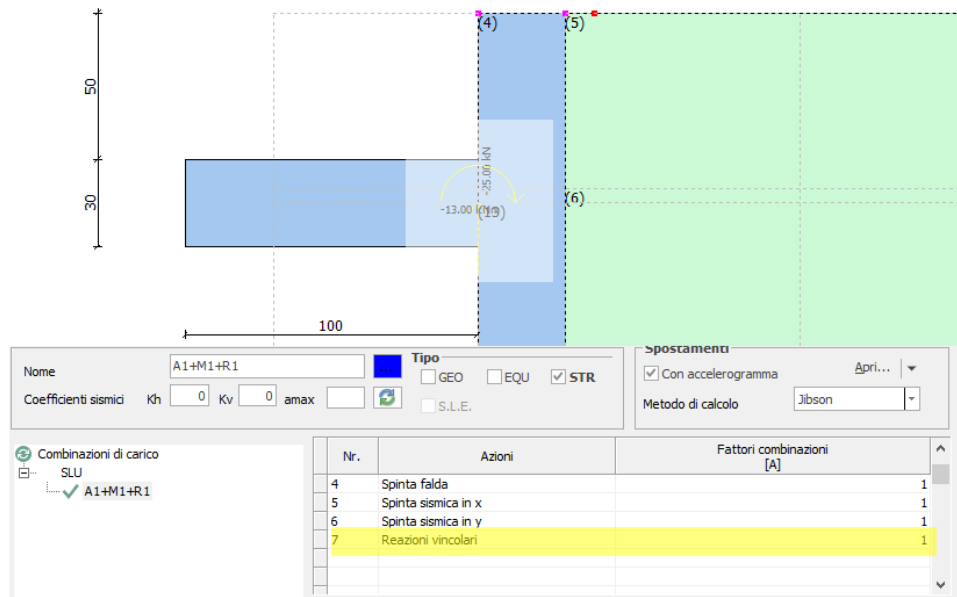 (4)
(5)
50
-25.00 kN
30
-13.00
(13)
(6)
100
Spostamenti
Nome
A1+M1+R1
...
Tipo
GEO
EQU
STR
S.L.E.
Con accelerogramma
Apri...
Coefficienti sismici
Kh
0
Kv
0
amax
Metodo di calcolo
Jibson
Combinazioni di carico
SLU
A1+M1+R1
Nr.
Azioni
Fattori combinazioni
[A]
4 Spinta falda 1
5 Spinta sismica in x 1
6 Spinta sismica in y 1
7 Reazioni vincolari 1